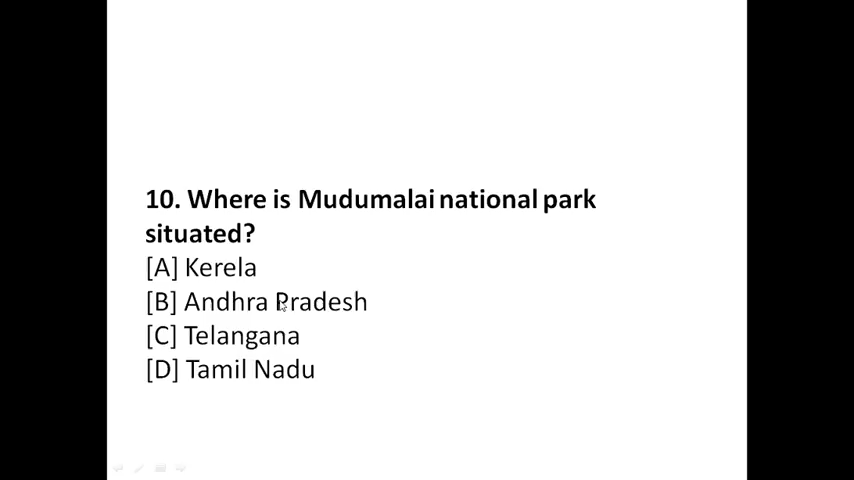 10. Where is Mudumalai national park
situated?
[A] Kerela
[B] Andhra Pradesh
[C] Telangana
[D] Tamil Nadu